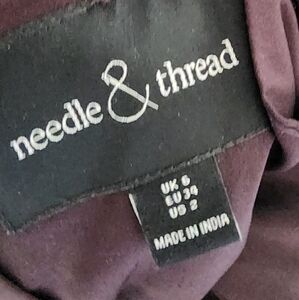 needle & thread
UK 6
EU 34
US 2
MADE IN INDIA